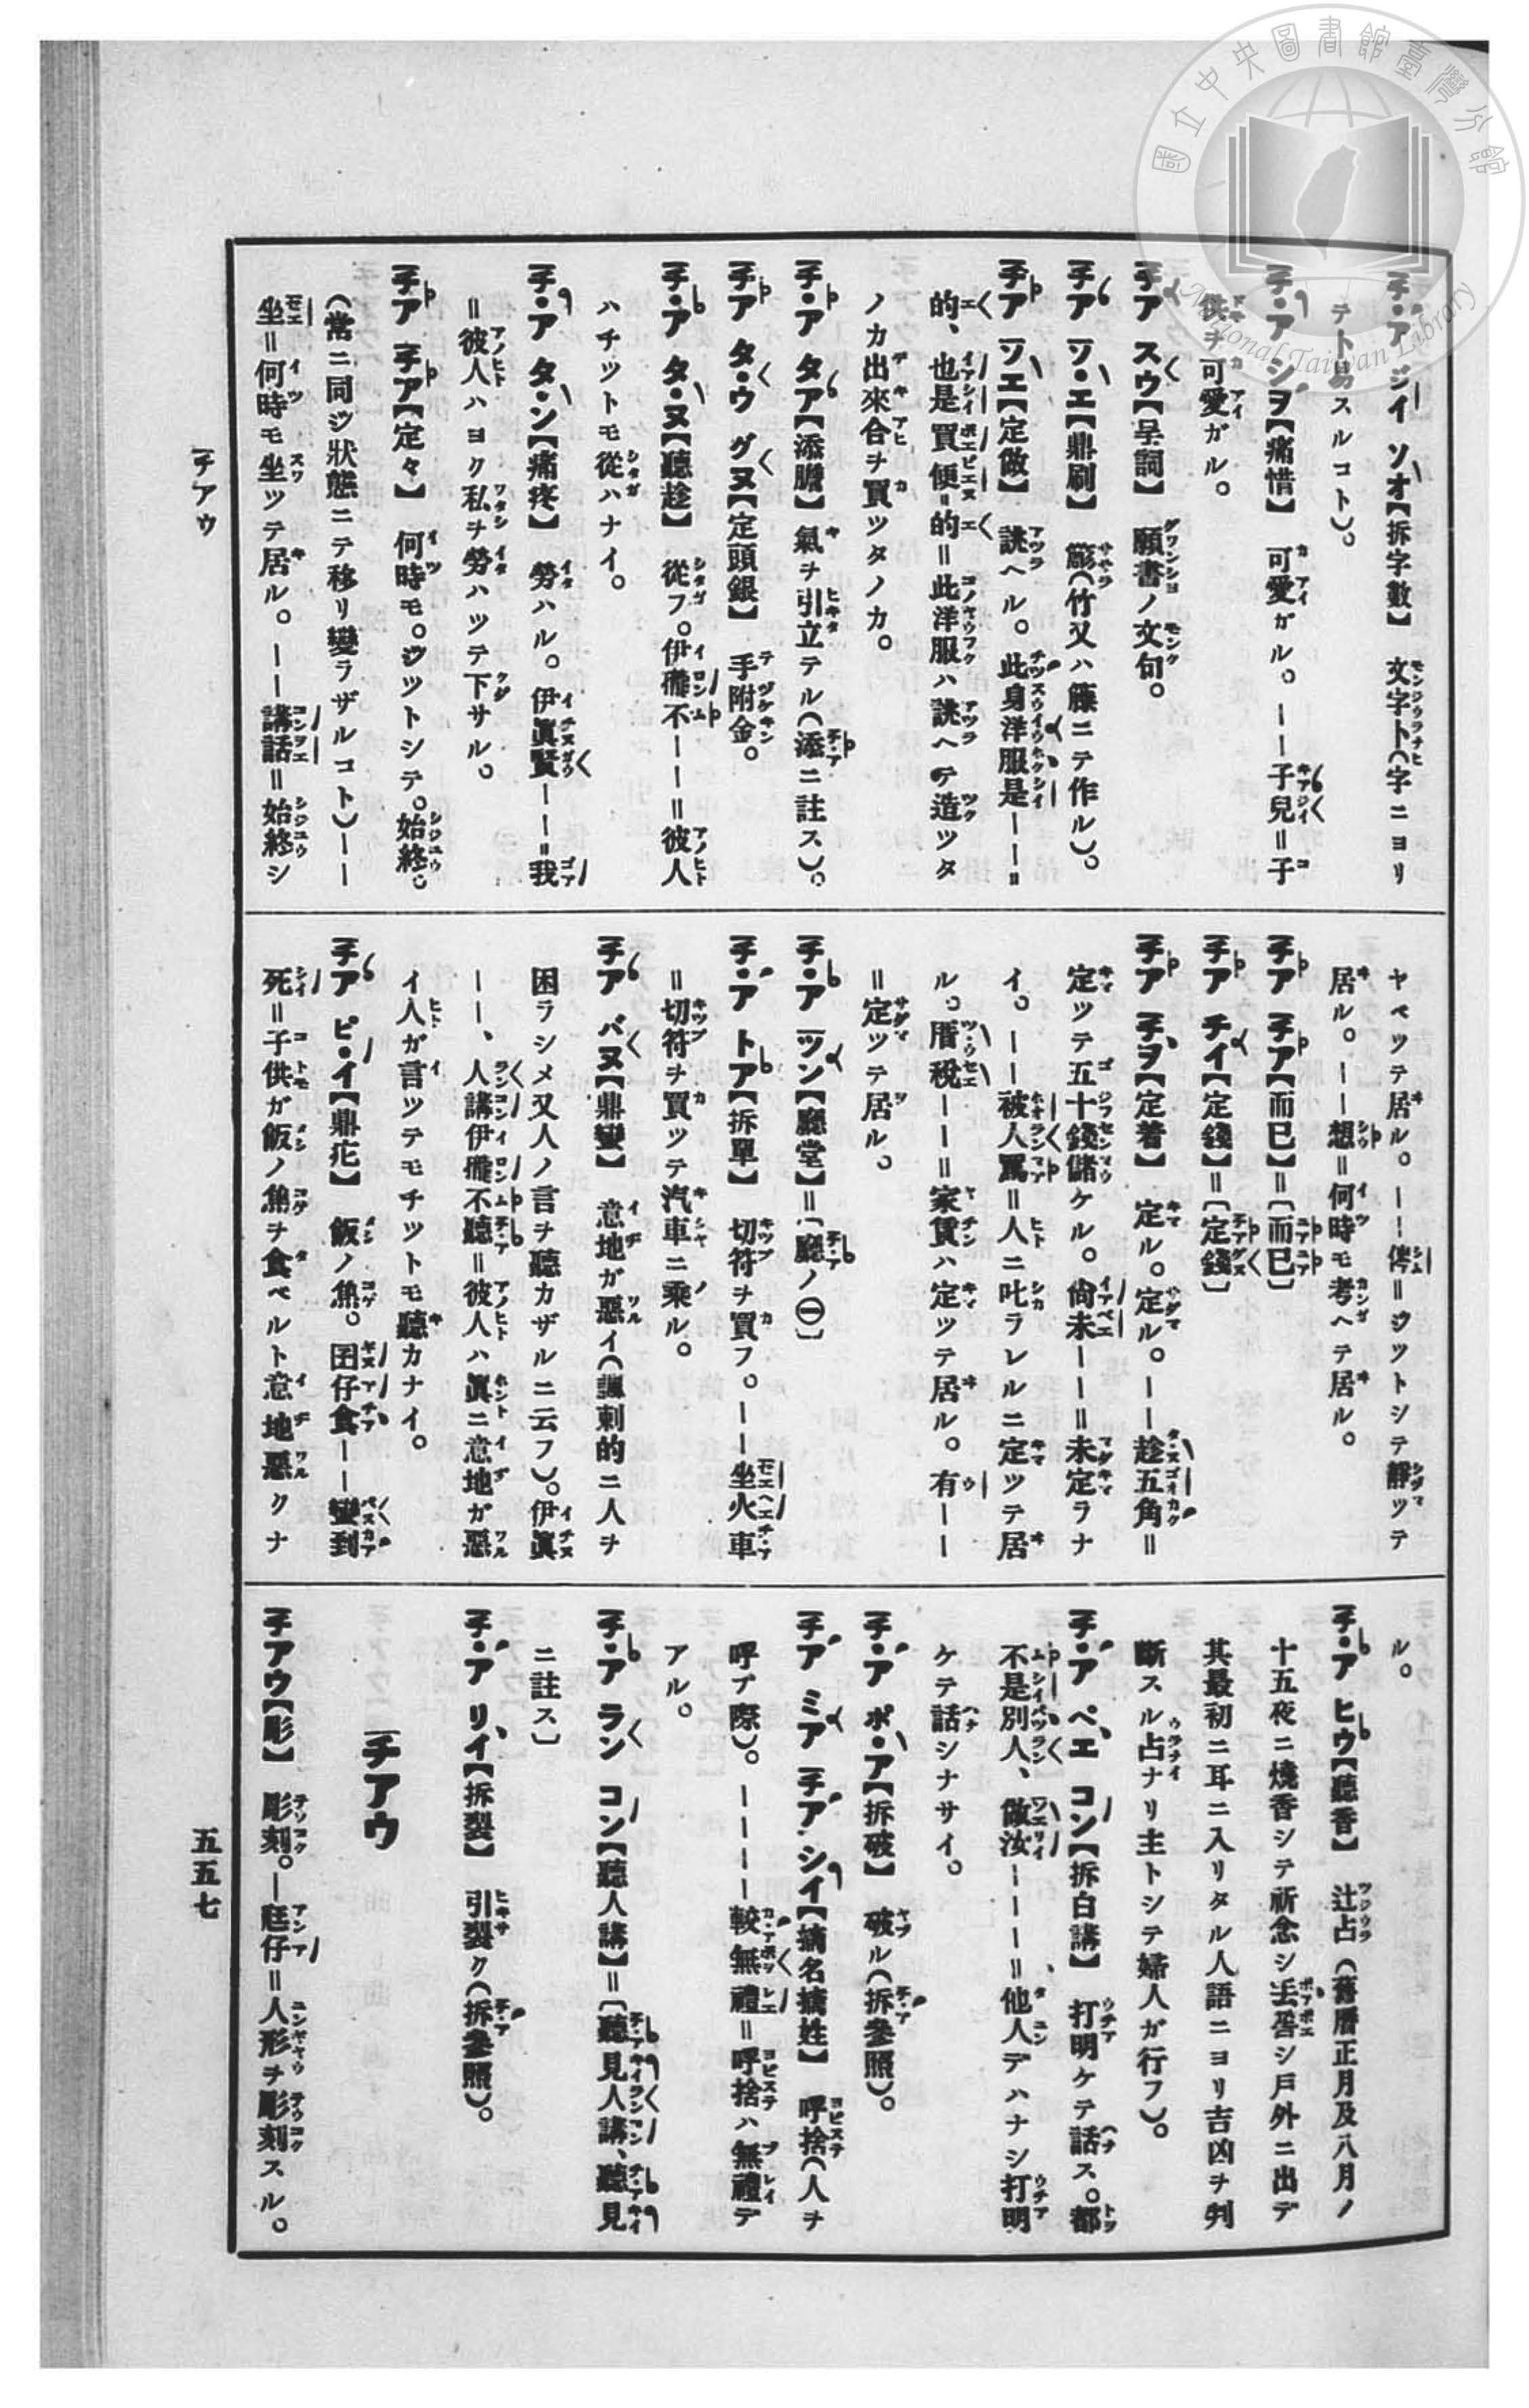 國立中央圖書館臺灣分館
National Taiwan Library
チ・ア ジイ ソオ【拆字數】 文字卜(字ニヨリ
テト易スルコト)。
チ・ア シヲ【痛惜】 可愛ガル。——子兒=子
供ヲ可愛ガル。
チア スウ【呈詞】 願書ノ文句。
チア ソ・エ【鼎刷】 (竹又ハ籐ニテ作ル)。
チア ソエ【定做】 誂ヘル。此身洋服是——=
的、也是買便的=此洋服ハ誂ヘテ造ツタ
ノカ出來合ヲ買ツタノカ。
チ・ア タア【添膽】 氣ヲ引立テル(添ニ註ス)。
チア タ・ウ グヌ【定頭銀】 手附金。
チ・ア タ・ヌ【聽趁】 從フ。伊攏不——=彼人
ハチツトモ從ハナイ。
チ・ア タ・ン【痛疼】 勞ハル。伊眞賢——=我
=彼人ハヨク私ヲ勞ハツテ下サル。
チア チア【定々】 何時モ。ヂツトシテ。始終。
(常ニ同ジ狀態ニテ移リ變ラザルコト)——
坐=何時モ坐ツテ居ル。——講話=始終シ
ヤベツテ居ル。——=ヂツトシテ靜ツテ
居ル。——想=何時モ考ヘテ居ル。
チア チア【而已】=〔而已〕
チア チイ【定錢】=〔定錢〕
チア チヲ【定着】 定ル。定ル。——趁五角=
定ツテ五十錢儲ケル。尙未——=未定ラナ
イ。——被人罵=人ニ叱ラレルニ定ツテ居
ル。厝稅——=家賃ハ定ツテ居ル。有——
=定ツテ居ル。
チ・ア ツン【廳堂】=〔廳ノ㊀〕
チ・ア トア【拆單】 切符ヲ買フ。——坐火車
=切符ヲ買ツテ汽車ニ乘ル。
チア バヌ【鼎蠻】 意地ガ惡イ(諷刺的ニ人ヲ
困ラシメ又人ノ言ヲ聽カザルニ云フ)。伊眞
——、人講伊攏不聽=彼人ハ眞ニ意地ガ惡
イ人ガ言ツテモチツトモ聽カナイ。
チア ピ・イ【鼎疕】 飯ノ焦。囝仔食——蠻到
死=子供ガ飯ノ焦ヲ食ベルト意地惡クナ
ル。
チ・ア ヒウ【聽香】 辻占(舊曆正月及八月ノ
十五夜ニ燒香シテ祈念シシ戶外ニ出デ
其最初ニ耳ニ入リタル人語ニヨリ吉凶ヲ判
斷スル占ナリ主トシテ婦人ガ行フ)。
チ・ア ペエ コン【拆白講】 打明ケテ話ス。都
不是別人、做汝————=他人デハナシ打明
ケテ話シナサイ。
チ・ア ポ・ア【拆破】 破ル(拆參照)。
チア ミア チア シイ【摘名摘姓】 呼捨(人ヲ
呼ブ際)。————較無禮=呼捨ハ無禮デ
アル。
チ・ア ラン コン【聽人講】=〔聽見人講、聽見
ニ註ス〕
チ・ア リイ【拆裂】 引裂ク(拆參照)。
チアウ
チアウ【彫】 彫刻。—尫仔=人形ヲ彫刻スル。
チアウ
五五七